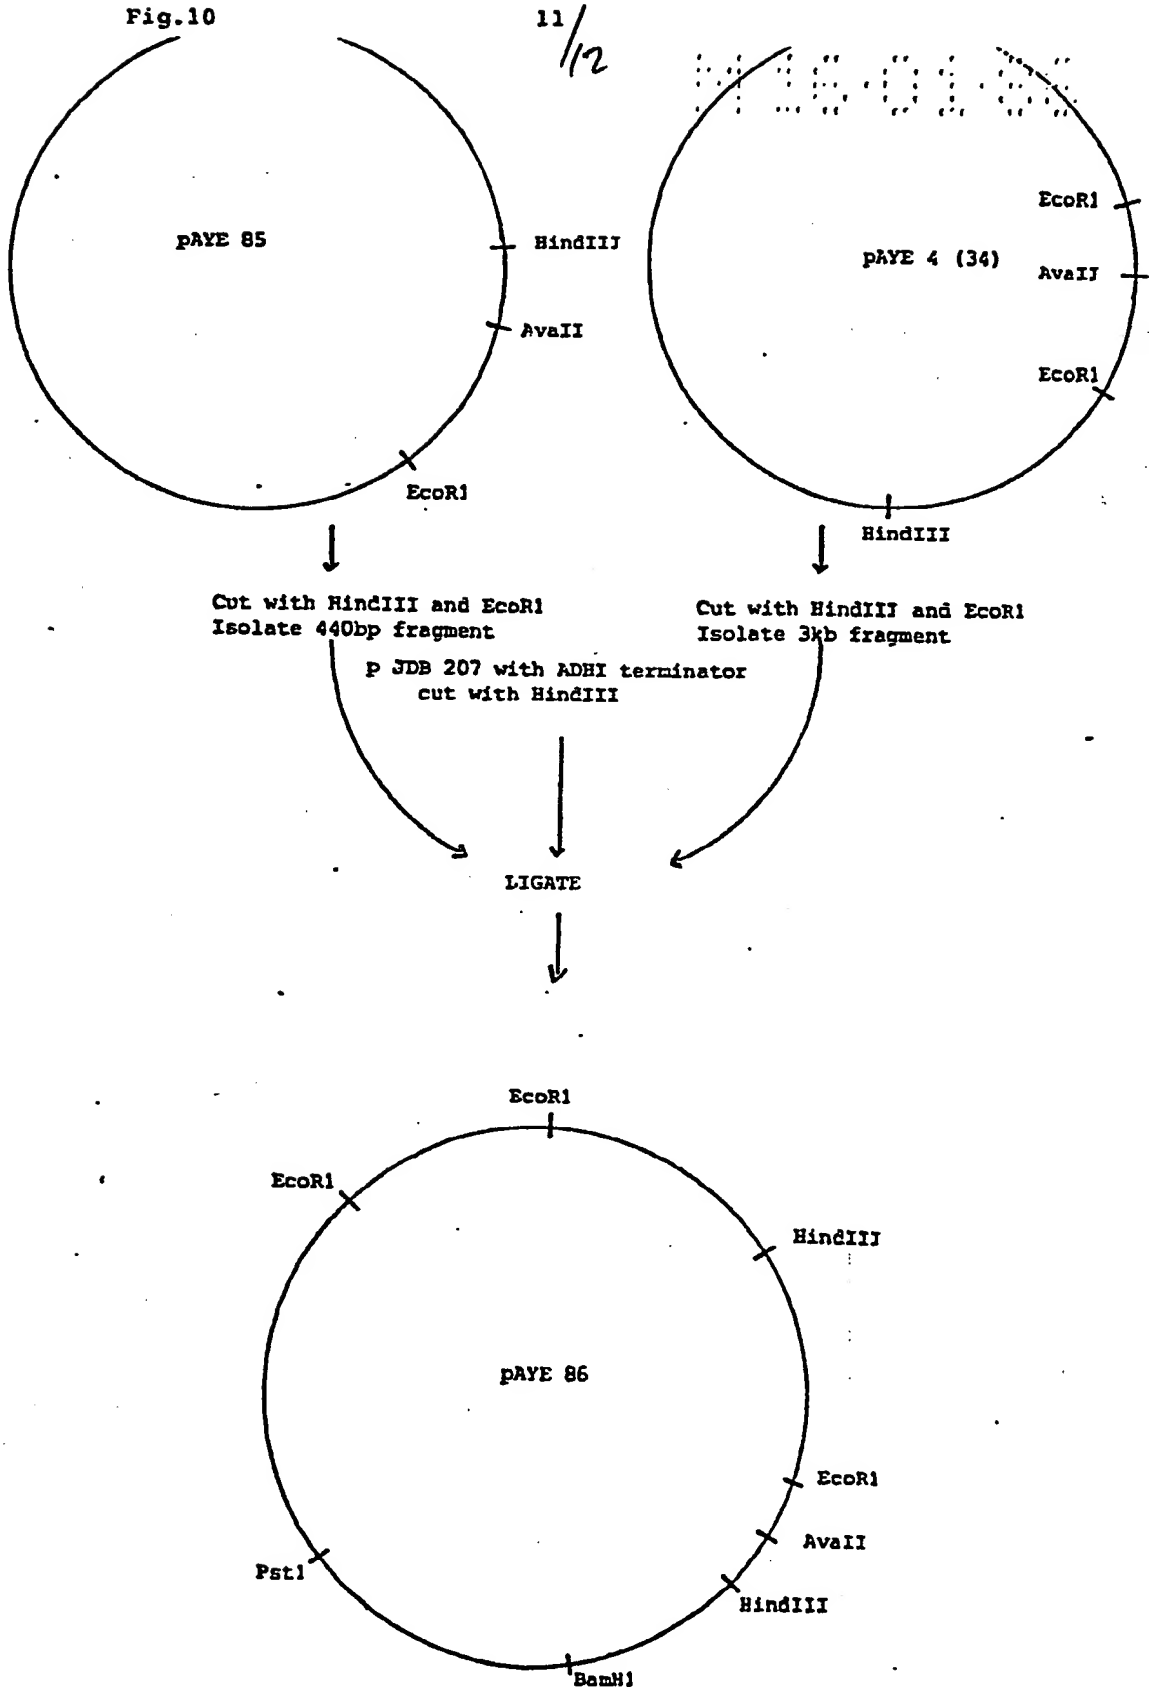 Fig.10
11/12
pAYE 85
HindIII
AvaII
EcoR1
pAYE 4 (34)
EcoR1
AvaII
EcoR1
HindIII
Cut with HindIII and EcoR1
Isolate 440bp fragment
Cut with HindIII and EcoR1
Isolate 3kb fragment
p JDB 207 with ADHI terminator
cut with HindIII
LIGATE
EcoR1
EcoR1
HindIII
pAYE 86
EcoR1
AvaII
HindIII
Pst1
BamH1